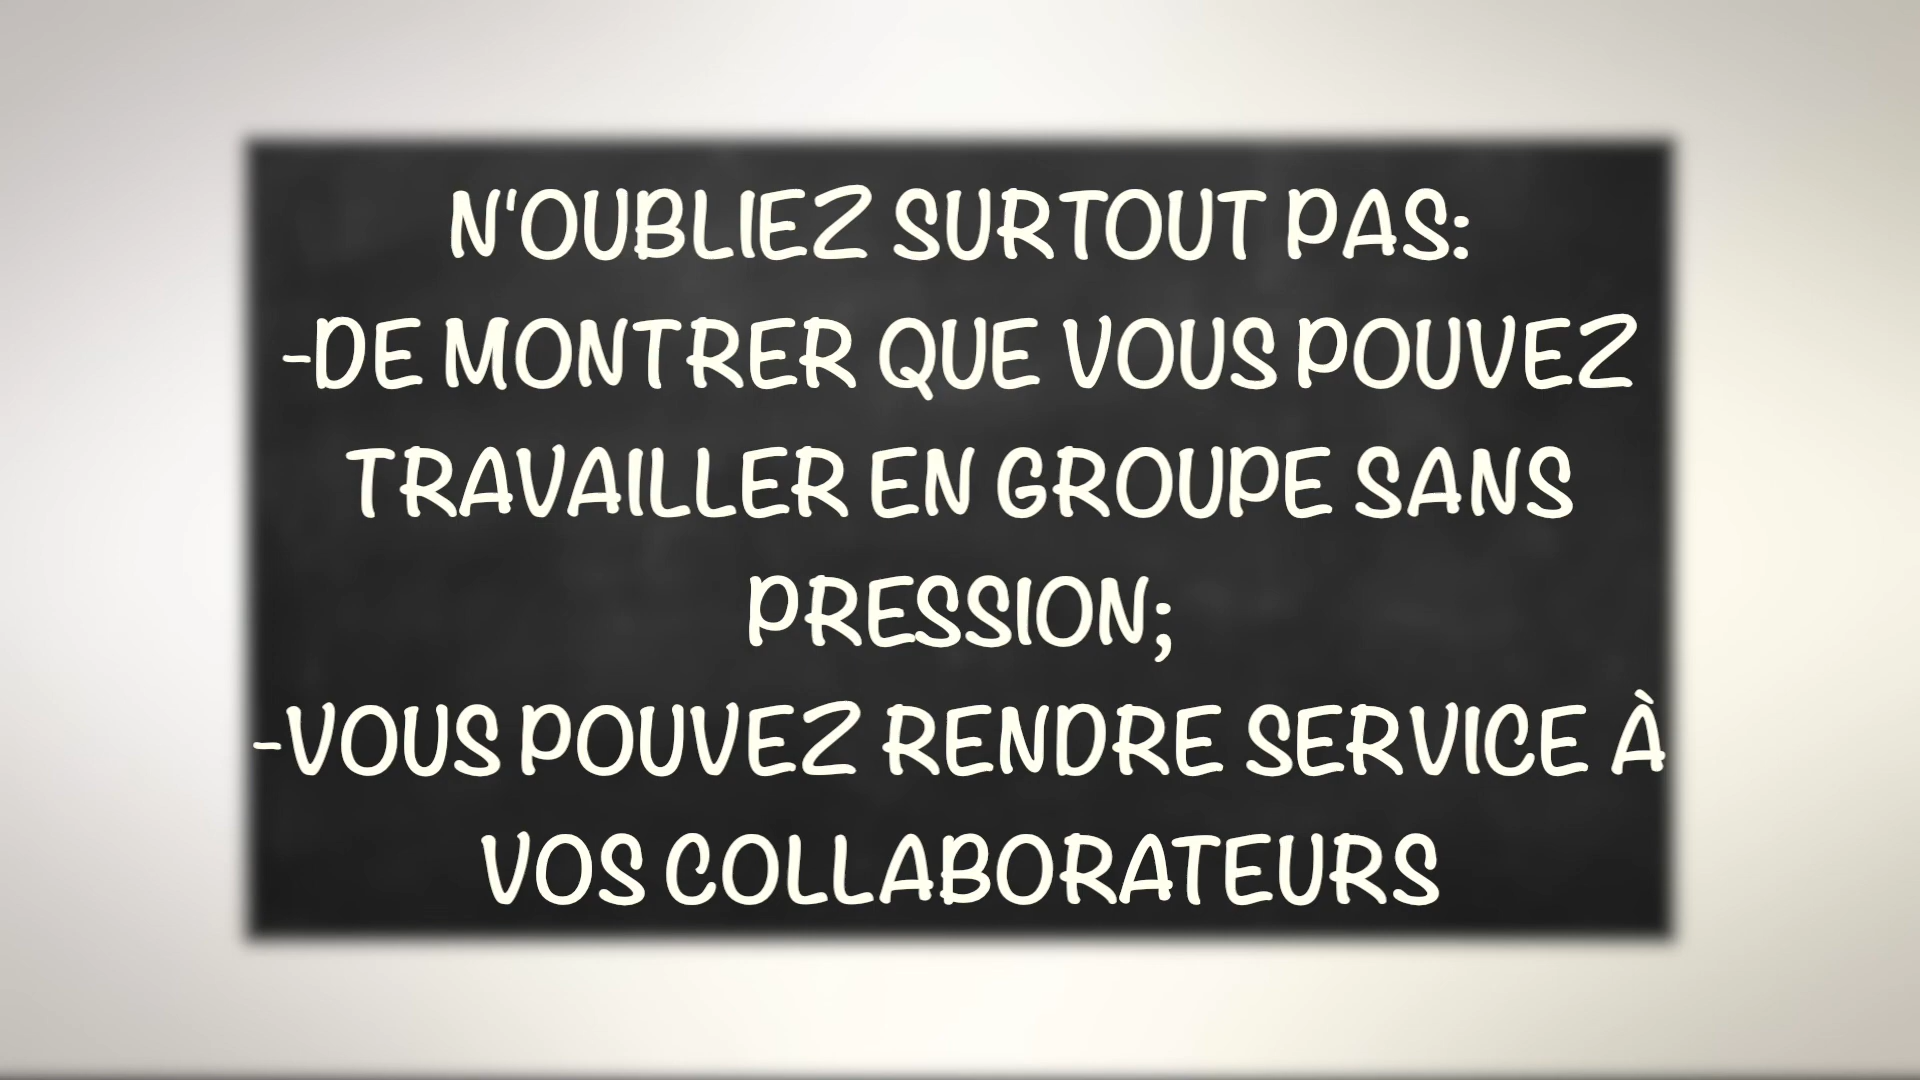 N'OUBLIEZ SURTOUT PAS:
-DE MONTRER QUE VOUS POUVEZ
TRAVAILLER EN GROUPE SANS
PRESSION;
-VOUS POUVEZ RENDRE SERVICE À
VOS COLLABORATEURS